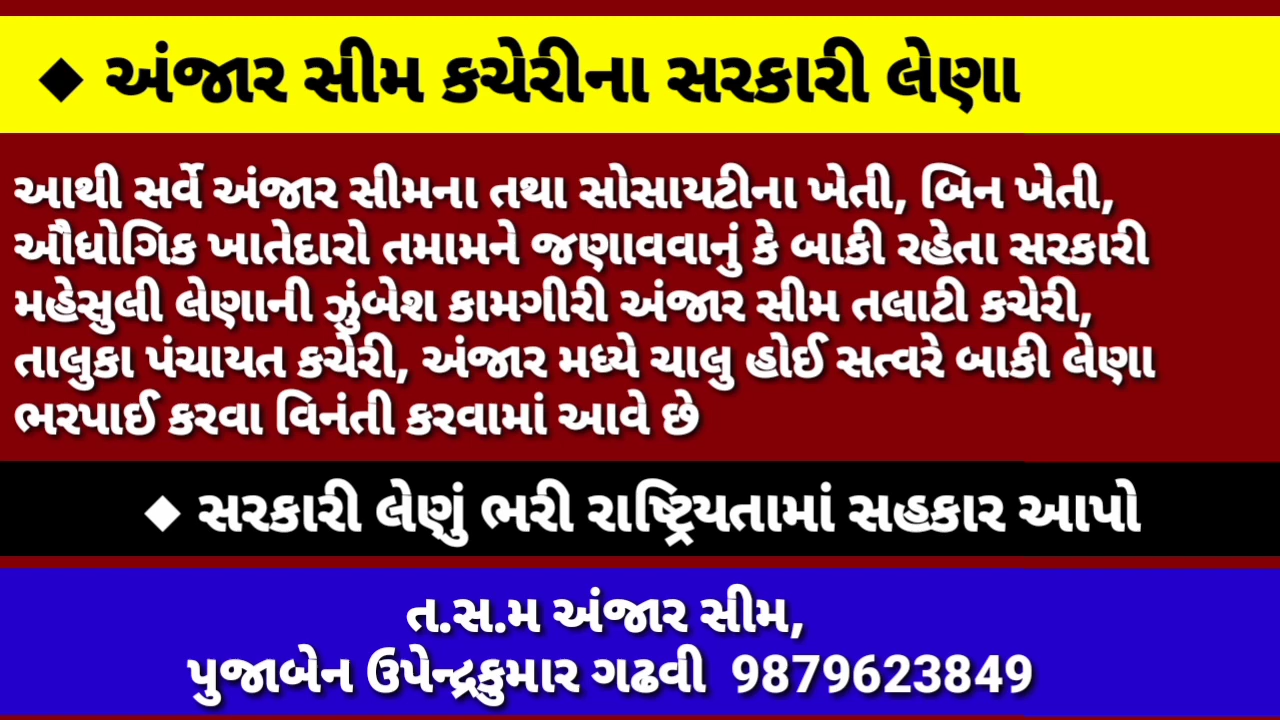 ◆ અંજાર સીમ કચેરીના સરકારી લેણા
આથી સર્વે અંજાર સીમના તથા સોસાયટીના ખેતી, બિન ખેતી,
ઔધોગિક ખાતેદારો તમામને જણાવવાનું કે બાકી રહેતા સરકારી
મહેસુલી લેણાની ઝુંબેશ કામગીરી અંજાર સીમ તલાટી કચેરી,
તાલુકા પંચાયત કચેરી, અંજાર મધ્યે ચાલુ હોઈ સત્વરે બાકી લેણા
ભરપાઈ કરવા વિનંતી કરવામાં આવે છે
◆ સરકારી લેણું ભરી રાષ્ટ્રિયતામાં સહકાર આપો
ત.સ.મ અંજાર સીમ,
પુજાબેન ઉપેન્દ્રકુમાર ગઢવી 9879623849